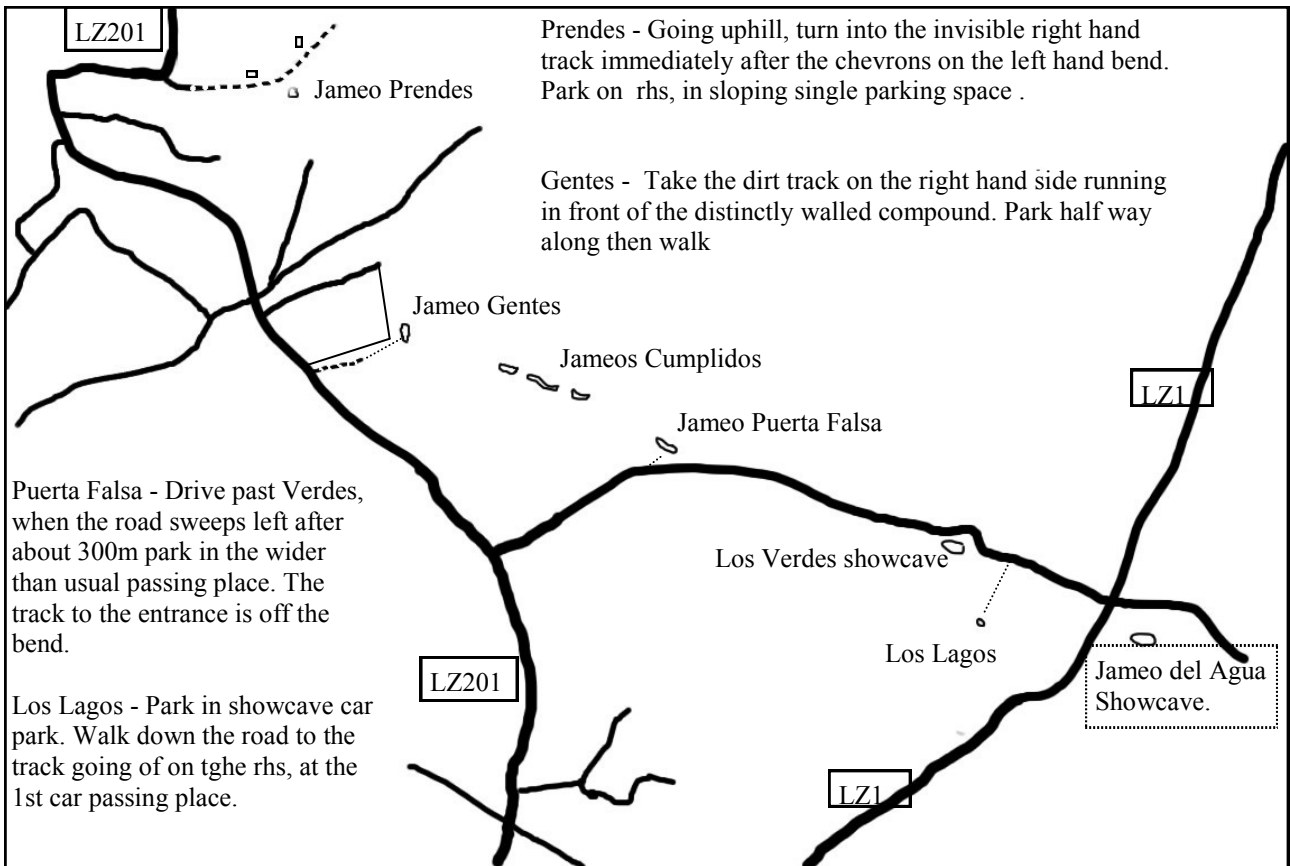 LZ201
Prendes - Going uphill, turn into the invisible right hand
track immediately after the chevrons on the left hand bend.
Park on rhs, in sloping single parking space .
Jameo Prendes
Gentes - Take the dirt track on the right hand side running
in front of the distinctly walled compound. Park half way
along then walk
Jameo Gentes
Jameos Cumplidos
LZ1
Jameo Puerta Falsa
Puerta Falsa - Drive past Verdes,
when the road sweeps left after
about 300m park in the wider
than usual passing place. The
track to the entrance is off the
bend.
Los Verdes showcave
Los Lagos
LZ201
Jameo del Agua
Showcave.
Los Lagos - Park in showcave car
park. Walk down the road to the
track going of on tghe rhs, at the
1st car passing place.
LZ1